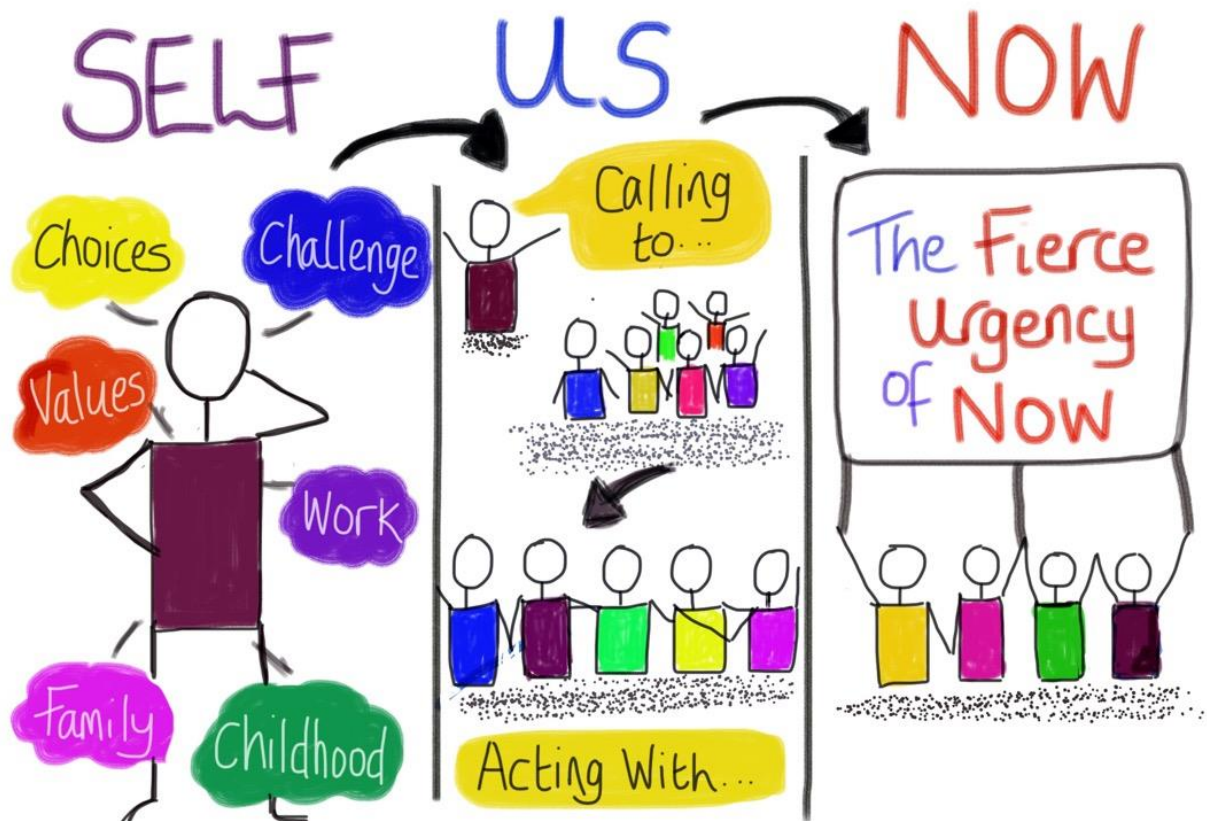 SELF
US
NOW
Choices
Challenge
Values
Work
Family
Childhood
Calling
to...
Acting With...
The Fierce
Urgency
of Now